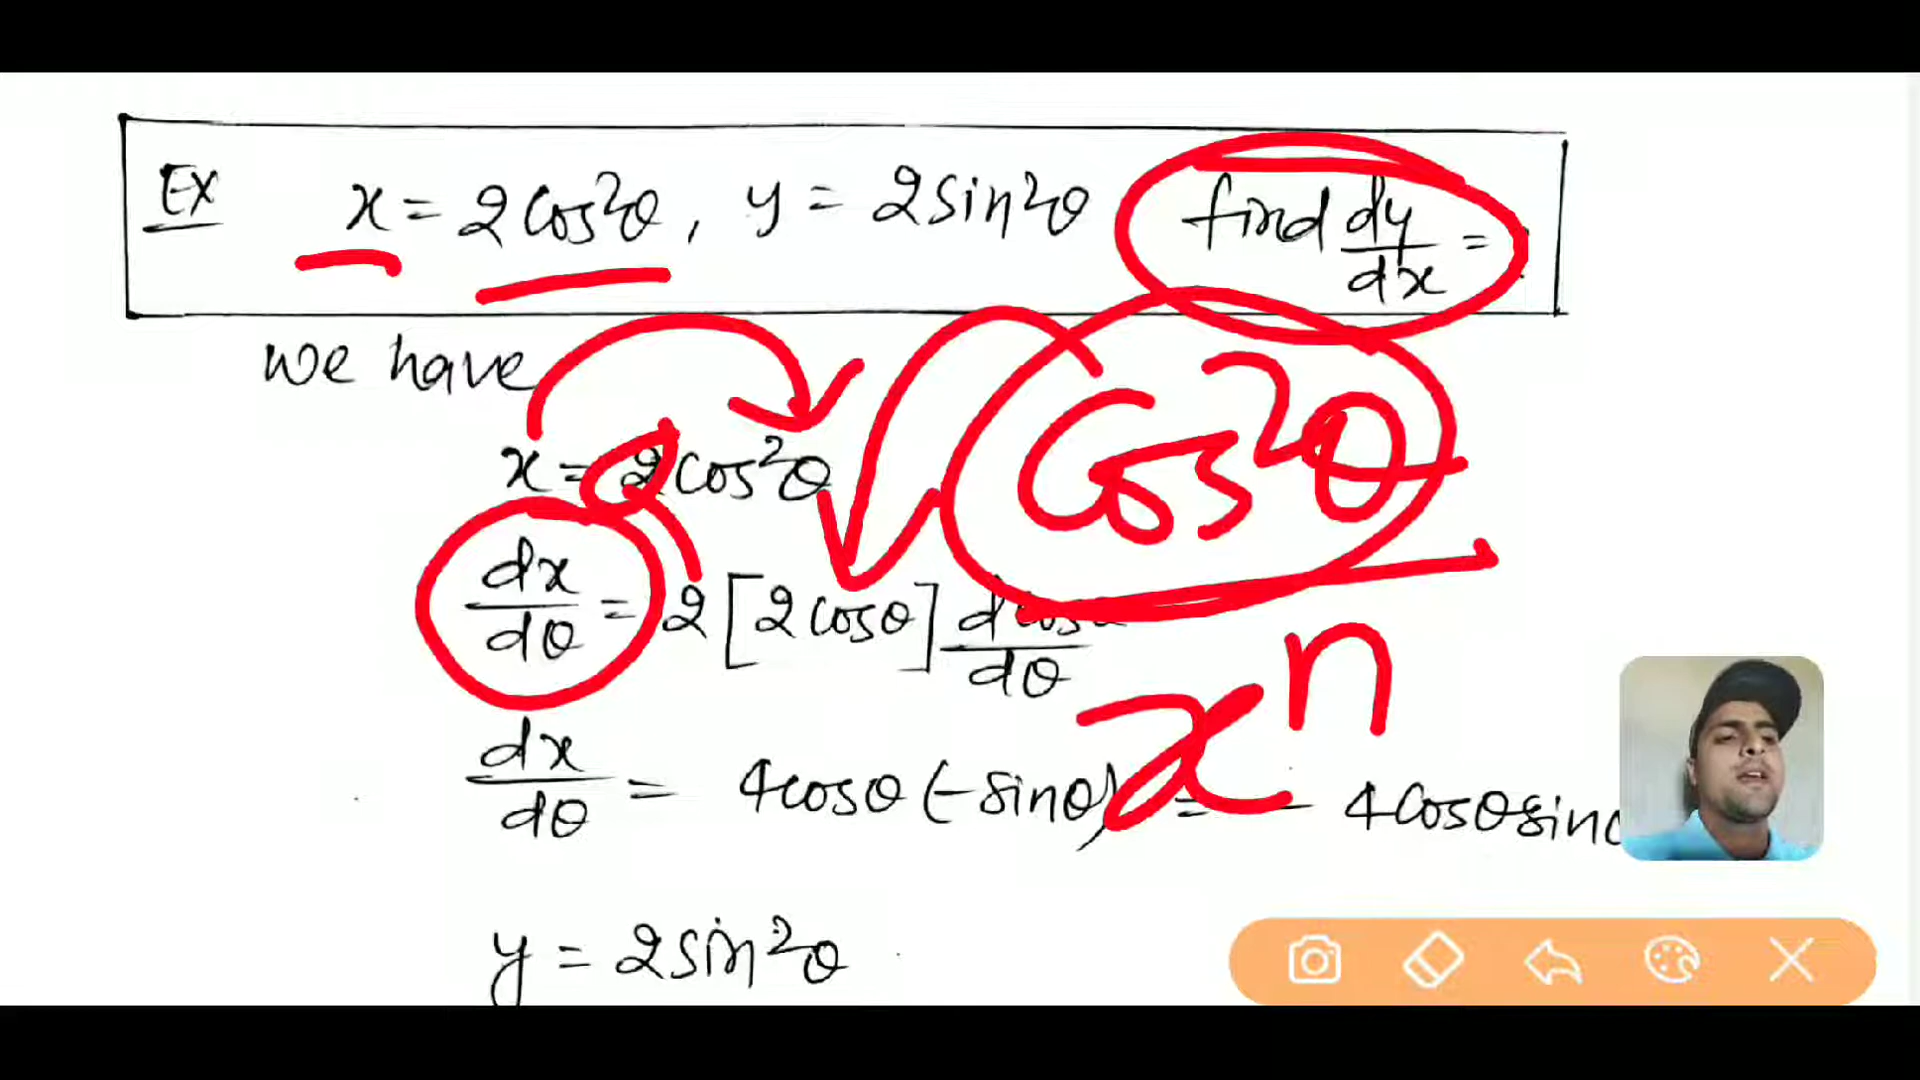 Ex x = 2cos²θ, y = 2sin²θ find dy/dx =
we have
x = 2cos²θ
cos²θ
dx/dθ = 2[2cosθ] dcos/dθ
xⁿ
dx/dθ = 4cosθ(-sinθ) = - 4cosθsin
y = 2sin²θ